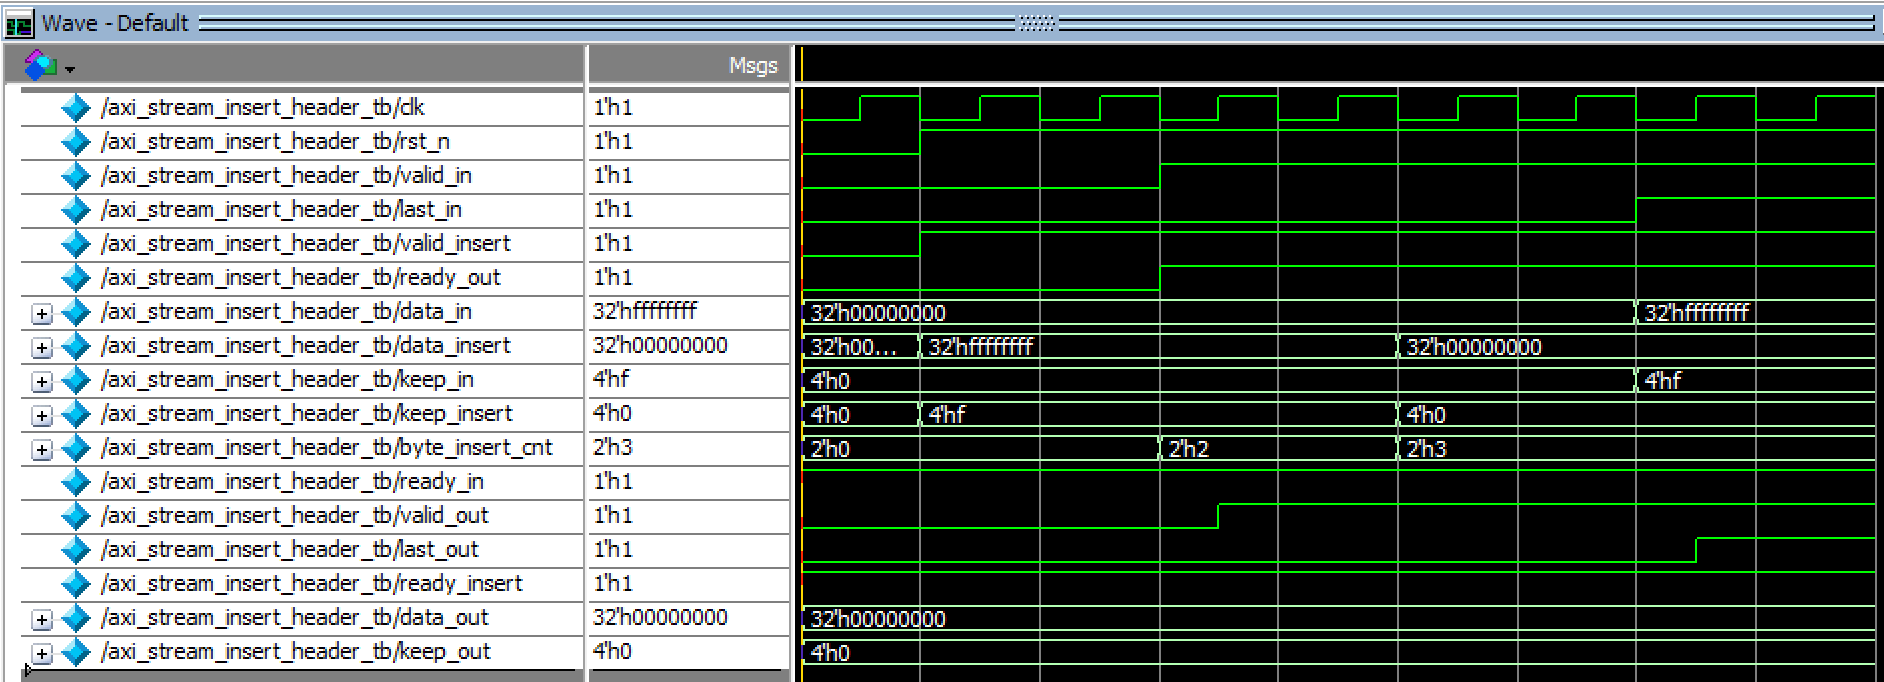 Wave - Default
Msgs
/axi_stream_insert_header_tb/clk 1'h1
/axi_stream_insert_header_tb/rst_n 1'h1
/axi_stream_insert_header_tb/valid_in 1'h1
/axi_stream_insert_header_tb/last_in 1'h1
/axi_stream_insert_header_tb/valid_insert 1'h1
/axi_stream_insert_header_tb/ready_out 1'h1
/axi_stream_insert_header_tb/data_in 32'hffffffff 32'h00000000 32'hffffffff
/axi_stream_insert_header_tb/data_insert 32'h00000000 32'h00... 32'hffffffff 32'h00000000
/axi_stream_insert_header_tb/keep_in 4'hf 4'h0 4'hf
/axi_stream_insert_header_tb/keep_insert 4'h0 4'h0 4'hf 4'h0
/axi_stream_insert_header_tb/byte_insert_cnt 2'h3 2'h0 2'h2 2'h3
/axi_stream_insert_header_tb/ready_in 1'h1
/axi_stream_insert_header_tb/valid_out 1'h1
/axi_stream_insert_header_tb/last_out 1'h1
/axi_stream_insert_header_tb/ready_insert 1'h1
/axi_stream_insert_header_tb/data_out 32'h00000000 32'h00000000
/axi_stream_insert_header_tb/keep_out 4'h0 4'h0